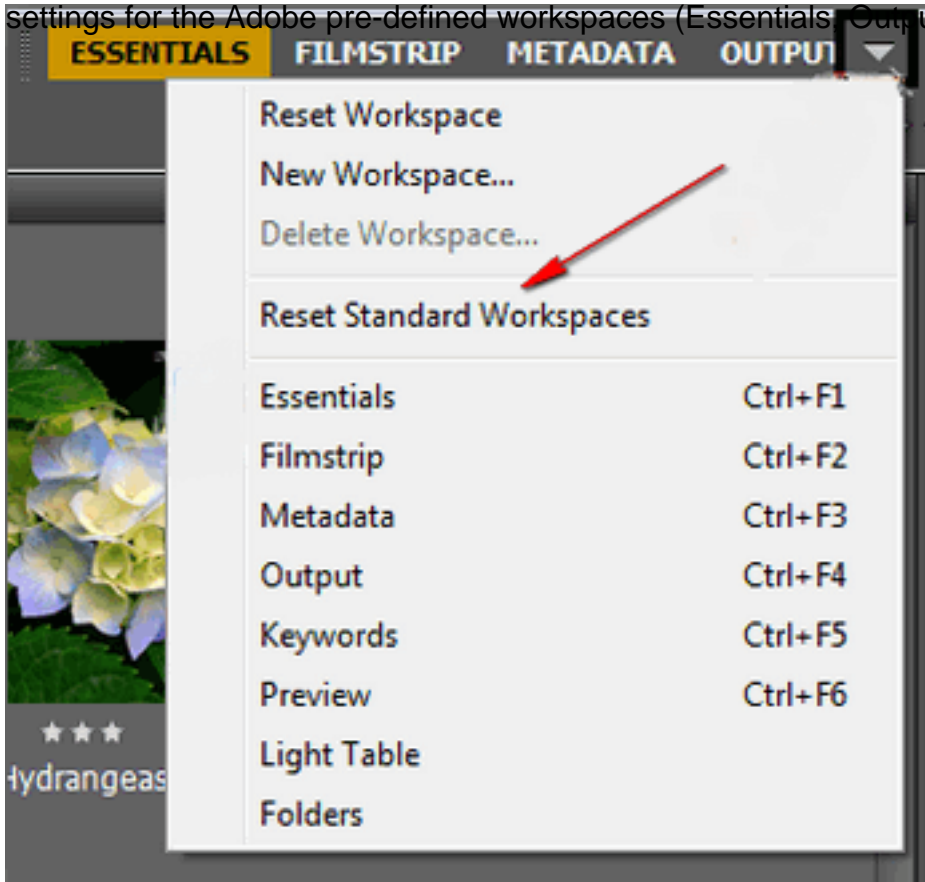 settings for the Adobe pre-defined workspaces (Essentials, Outpu
ESSENTIALS FILMSTRIP METADATA OUTPUT
Reset Workspace
New Workspace...
Delete Workspace...
Reset Standard Workspaces
Essentials Ctrl+F1
Filmstrip Ctrl+F2
Metadata Ctrl+F3
Output Ctrl+F4
Keywords Ctrl+F5
Preview Ctrl+F6
Light Table
Folders
Hydrangeas